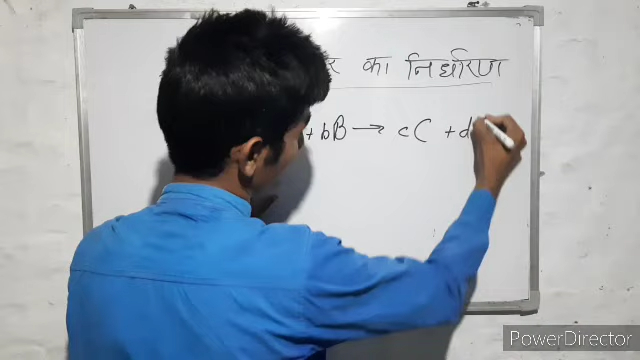 का निर्धारण
+ bB → cC + d
PowerDirector